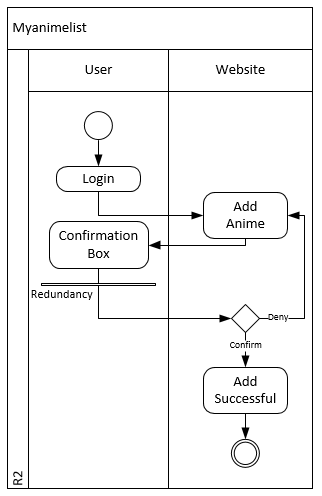 Myanimelist
User
Website
Login
Add
Anime
Confirmation
Box
Redundancy
Deny
Confirm
Add
Successful
R2